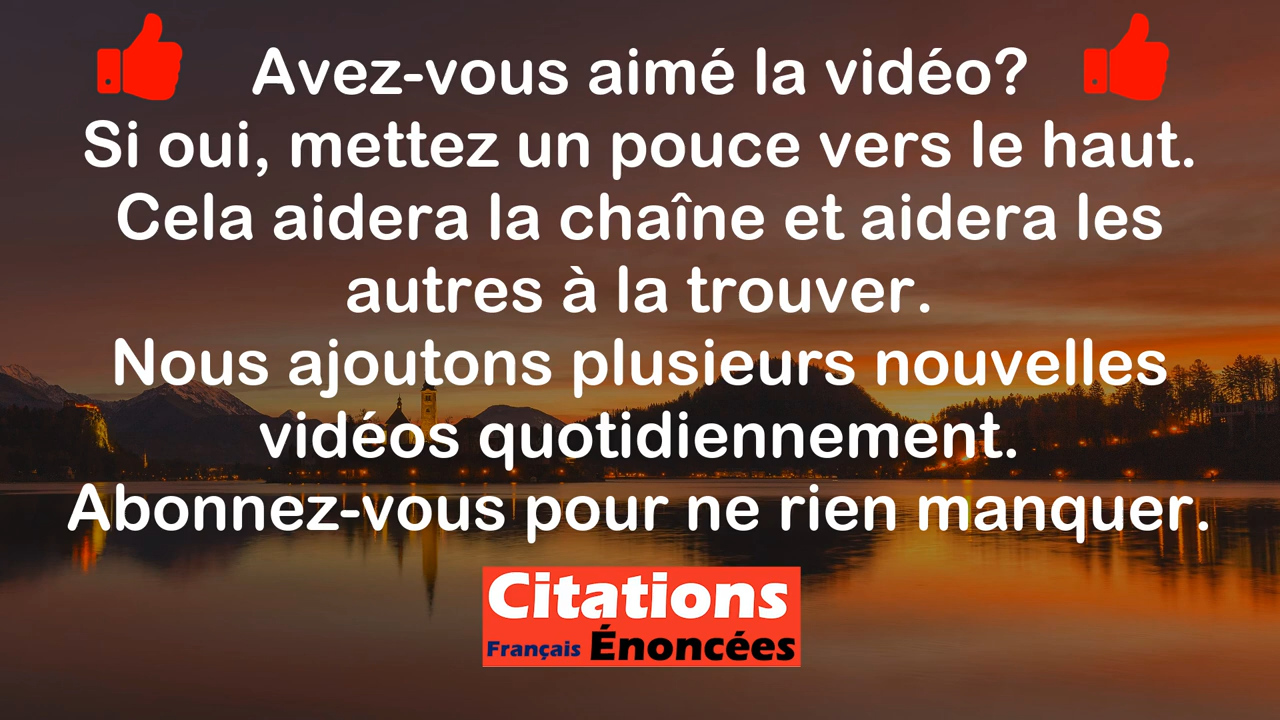 Avez-vous aimé la vidéo?
Si oui, mettez un pouce vers le haut.
Cela aidera la chaîne et aidera les
autres à la trouver.
Nous ajoutons plusieurs nouvelles
vidéos quotidiennement.
Abonnez-vous pour ne rien manquer.
Citations
Français Énoncées